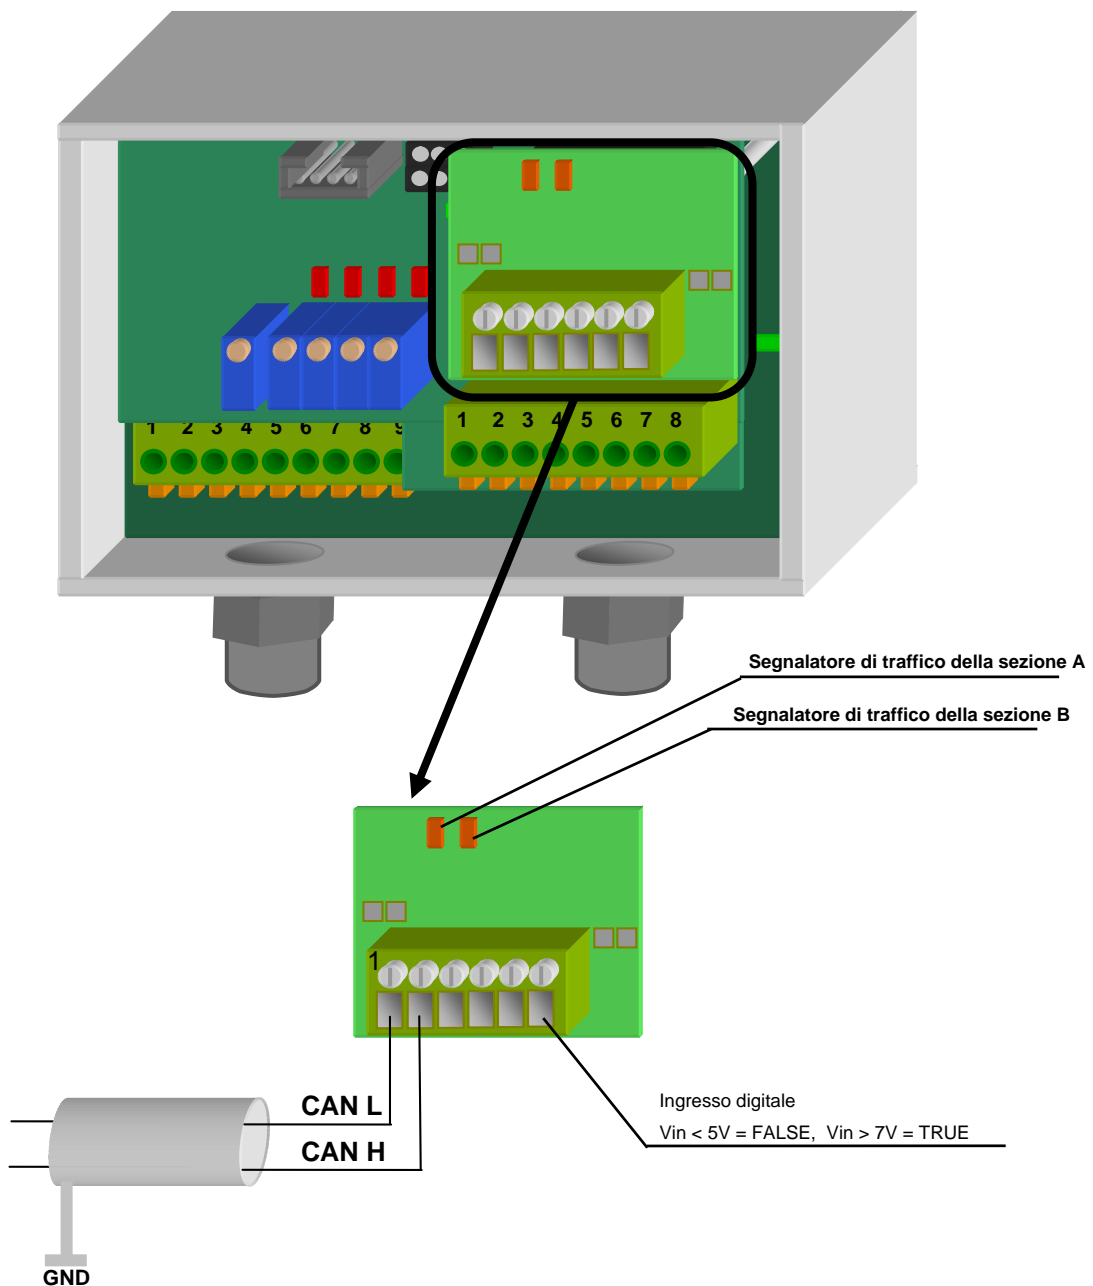 1 2 3 4 5 6 7 8 9
1 2 3 4 5 6 7 8
Segnalatore di traffico della sezione A
Segnalatore di traffico della sezione B
1
CAN L
CAN H
Ingresso digitale
Vin < 5V = FALSE, Vin > 7V = TRUE
GND